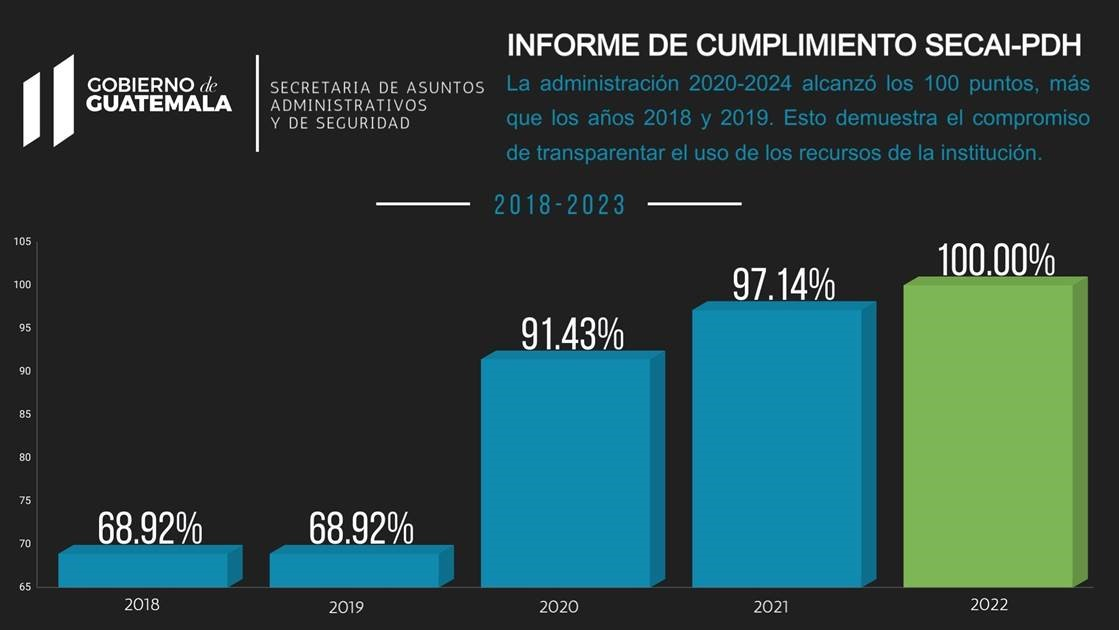 GOBIERNO de
GUATEMALA
SECRETARIA DE ASUNTOS
ADMINISTRATIVOS
Y DE SEGURIDAD
INFORME DE CUMPLIMIENTO SECAI-PDH
La administración 2020-2024 alcanzó los 100 puntos, más
que los años 2018 y 2019. Esto demuestra el compromiso
de transparentar el uso de los recursos de la institución.
2018-2023
105
100
95
90
85
80
75
70
65
68.92%
68.92%
91.43%
97.14%
100.00%
2018
2019
2020
2021
2022